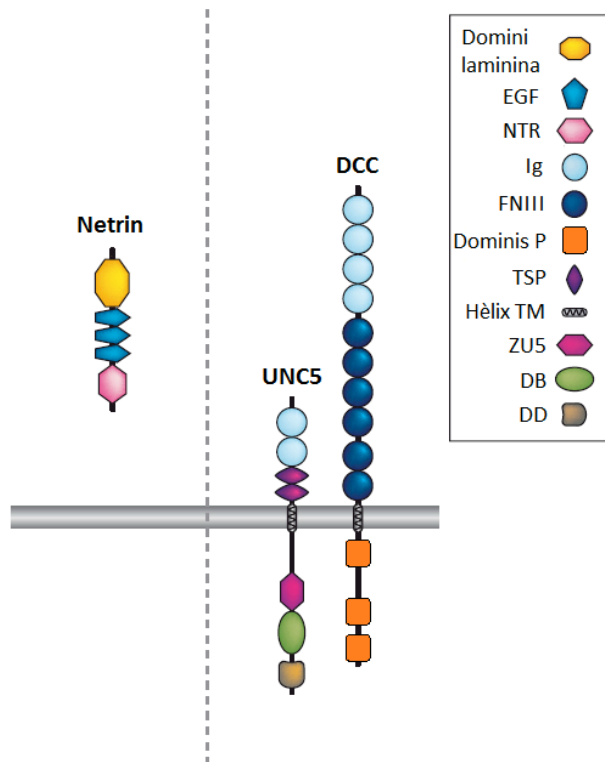 Netrin
UNC5
DCC
Domini
laminina
EGF
NTR
Ig
FNIII
Dominis P
TSP
Hèlix TM
ZU5
DB
DD